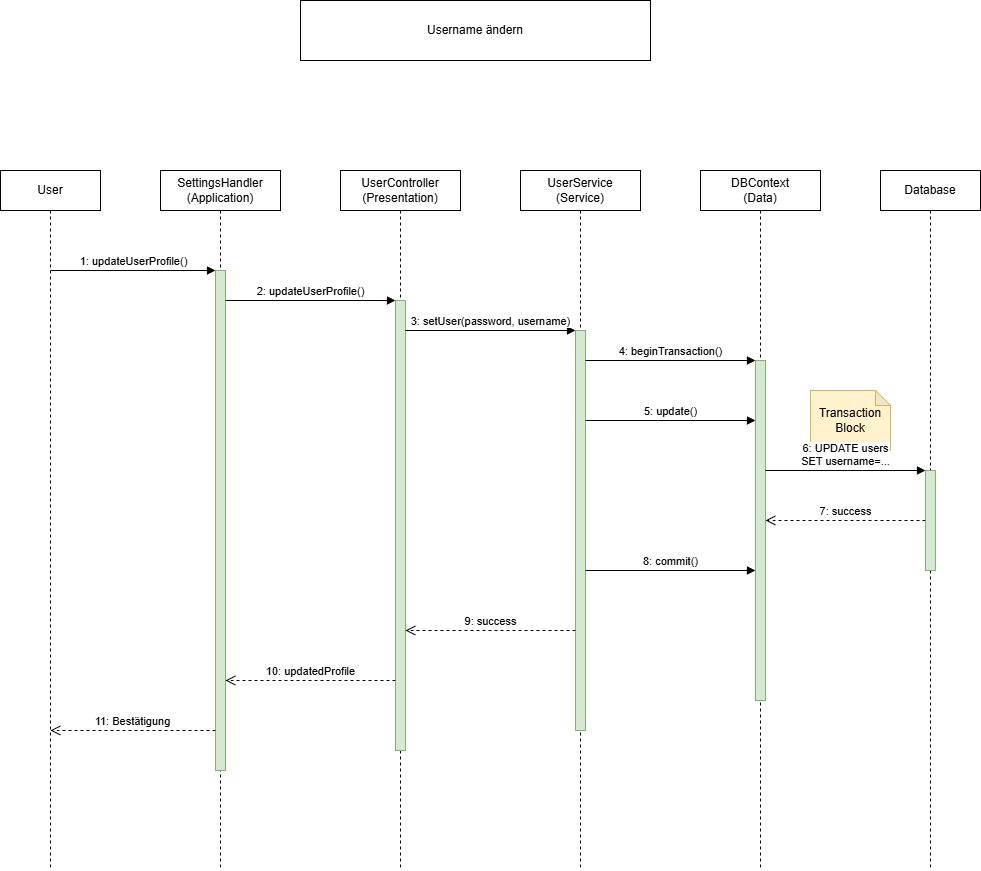 Username ändern
User
SettingsHandler
(Application)
UserController
(Presentation)
UserService
(Service)
DBContext
(Data)
Database
1: updateUserProfile()
2: updateUserProfile()
3: setUser(password, username)
4: beginTransaction()
5: update()
Transaction
Block
6: UPDATE users
SET username=...
7: success
8: commit()
9: success
10: updatedProfile
11: Bestätigung